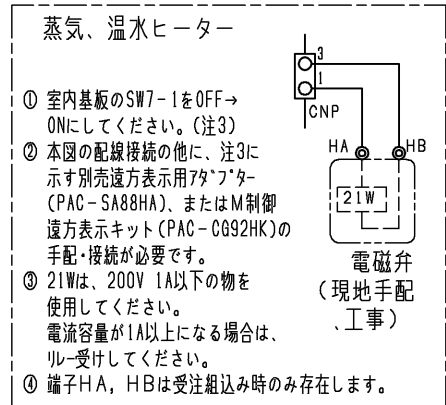 蒸気、温水ヒーター
① 室内基板のSW7-1をOFF→
ONにしてください。(注3)
② 本図の配線接続の他に、注3に
示す別売遠方表示用アダプター
(PAC-SA88HA)、またはM制御
遠方表示キット(PAC-CG92HK)の
手配・接続が必要です。
③ 21Wは、200V 1A以下の物を
使用してください。
電流容量が1A以上になる場合は、
リレー受けしてください。
④ 端子HA, HBは受注組込み時のみ存在します。
3
1
CNP
HA
HB
21W
電磁弁
(現地手配
、工事)